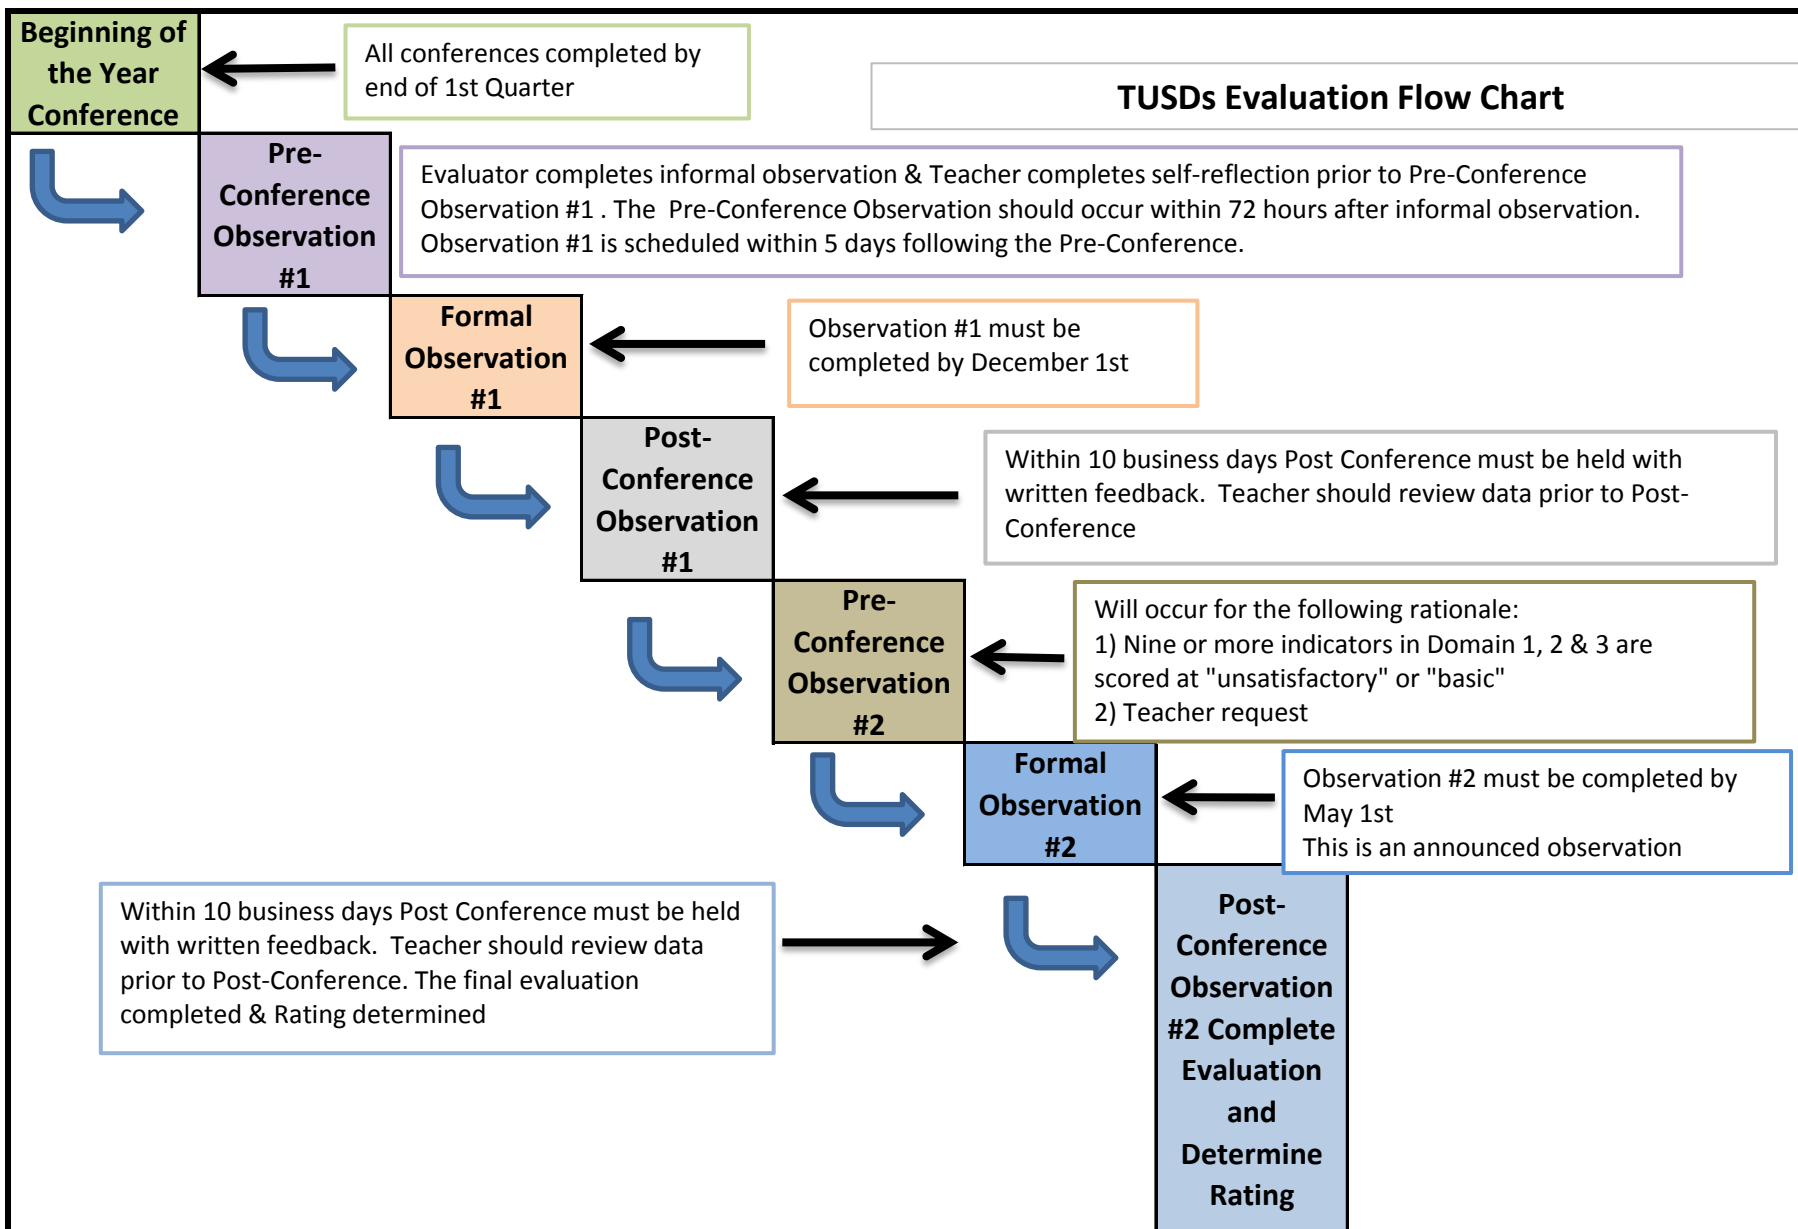 Beginning of
the Year
Conference
All conferences completed by
end of 1st Quarter
TUSDs Evaluation Flow Chart
Pre-
Conference
Observation
#1
Evaluator completes informal observation & Teacher completes self-reflection prior to Pre-Conference
Observation #1 . The  Pre-Conference Observation should occur within 72 hours after informal observation.
Observation #1 is scheduled within 5 days following the Pre-Conference.
Formal
Observation
#1
Observation #1 must be
completed by December 1st
Post-
Conference
Observation
#1
Within 10 business days Post Conference must be held with
written feedback.  Teacher should review data prior to Post-
Conference
Pre-
Conference
Observation
#2
Will occur for the following rationale:
1) Nine or more indicators in Domain 1, 2 & 3 are
scored at "unsatisfactory" or "basic"
2) Teacher request
Formal
Observation
#2
Observation #2 must be completed by
May 1st
This is an announced observation
Within 10 business days Post Conference must be held
with written feedback.  Teacher should review data
prior to Post-Conference. The final evaluation
completed & Rating determined
Post-
Conference
Observation
#2 Complete
Evaluation
and
Determine
Rating